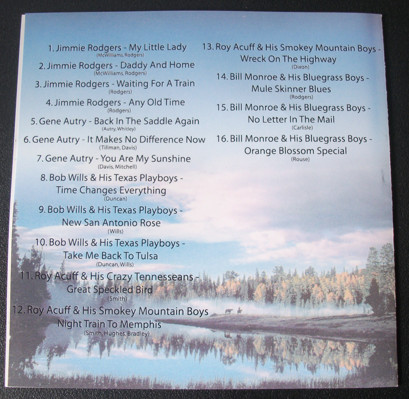 1. Jimmie Rodgers - My Little Lady
(McWilliams, Rodgers)
2. Jimmie Rodgers - Daddy And Home
(McWilliams, Rodgers)
3. Jimmie Rodgers - Waiting For A Train
(Rodgers)
4. Jimmie Rodgers - Any Old Time
(Rodgers)
5. Gene Autry - Back In The Saddle Again
(Autry, Whitley)
6. Gene Autry - It Makes No Difference Now
(Tillman, Davis)
7. Gene Autry - You Are My Sunshine
(Davis, Mitchell)
8. Bob Wills & His Texas Playboys -
Time Changes Everything
(Duncan)
9. Bob Wills & His Texas Playboys -
New San Antonio Rose
(Wills)
10. Bob Wills & His Texas Playboys -
Take Me Back To Tulsa
(Duncan, Wills)
11. Roy Acuff & His Crazy Tennesseans -
Great Speckled Bird
(Smith)
12. Roy Acuff & His Smokey Mountain Boys
Night Train To Memphis
(Smith, Hughes, Bradley)
13. Roy Acuff & His Smokey Mountain Boys -
Wreck On The Highway
(Dixon)
14. Bill Monroe & His Bluegrass Boys -
Mule Skinner Blues
(Rodgers)
15. Bill Monroe & His Bluegrass Boys -
No Letter In The Mail
(Carlisle)
16. Bill Monroe & His Bluegrass Boys -
Orange Blossom Special
(Rouse)